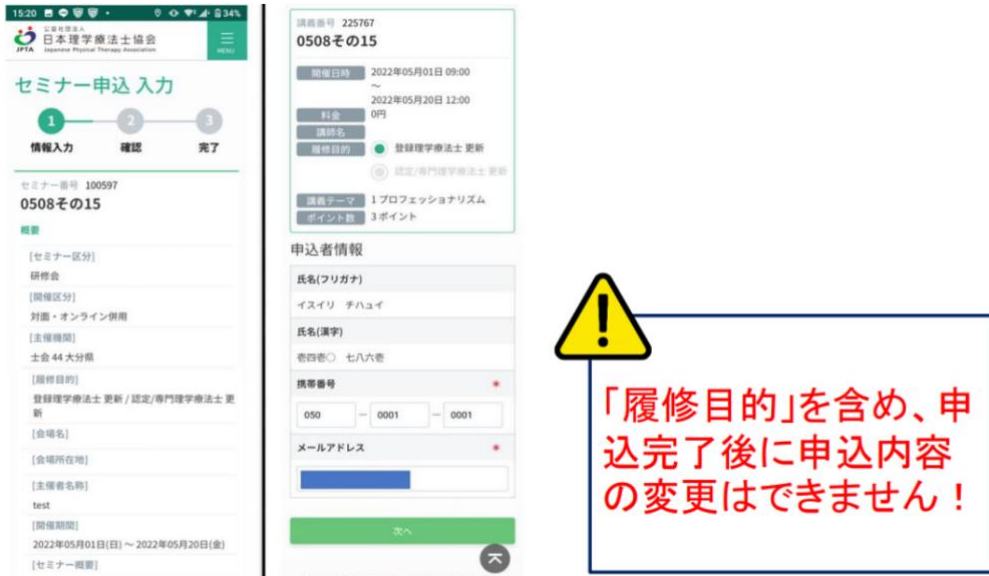 15:20
34%
公益社団法人
日本理学療法士協会
JPTA Japanese Physical Therapy Association
MENU
セミナー申込 入力
1 2 3
情報入力 確認 完了
セミナー番号 100597
0508その15
概要
[セミナー区分]
研修会
[開催区分]
対面・オンライン併用
[主催機関]
士会 44 大分県
[履修目的]
登録理学療法士 更新 / 認定/専門理学療法士 更
新
[会場名]
[会場所在地]
[主催者名称]
test
[開催期間]
2022年05月01日(日) ~ 2022年05月20日(金)
[セミナー概要]
講義番号 225767
0508その15
開催日時 2022年05月01日 09:00
~
2022年05月20日 12:00
料金 0円
講師名
履修目的 登録理学療法士 更新
認定/専門理学療法士 更新
講義テーマ 1 プロフェッショナリズム
ポイント数 3 ポイント
申込者情報
氏名(フリガナ)
イスイリ チハュイ
氏名(漢字)
壱四壱○ 七八六壱
携帯番号 *
050 - 0001 - 0001
メールアドレス *
次へ
「履修目的」を含め、申
込完了後に申込内容
の変更はできません！